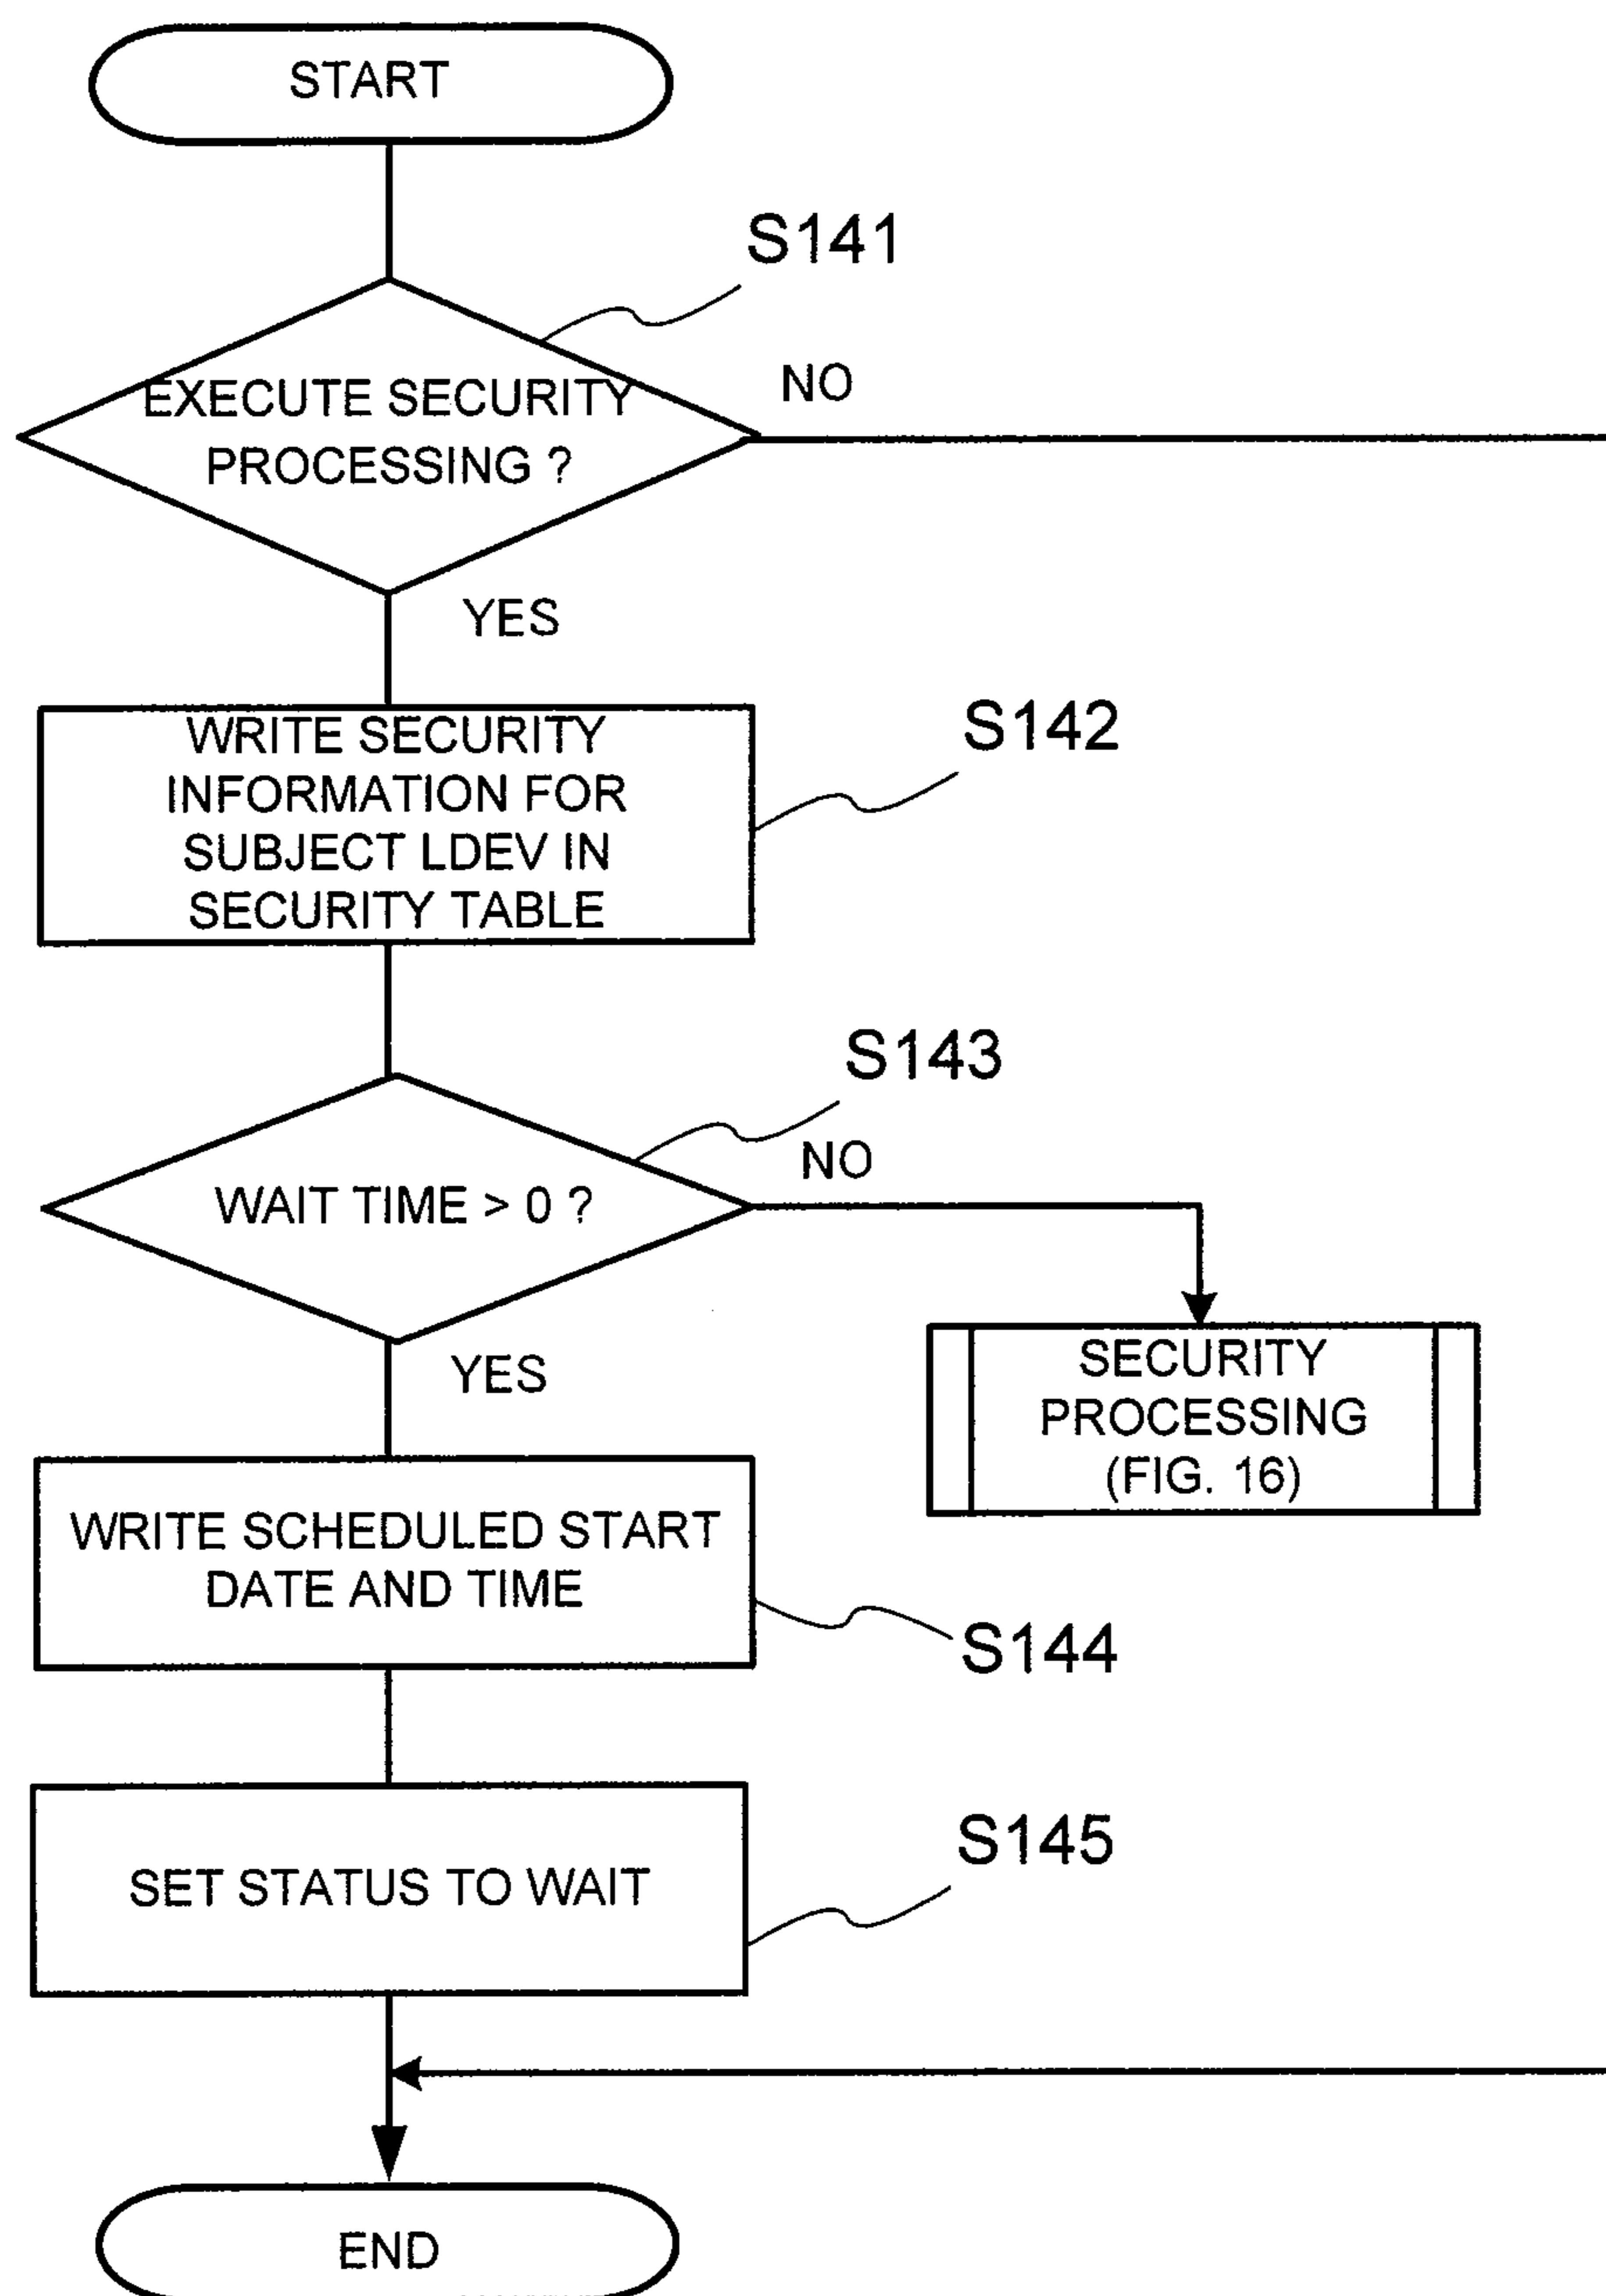 START
S141
EXECUTE SECURITY
PROCESSING ?
NO
YES
WRITE SECURITY
INFORMATION FOR
SUBJECT LDEV IN
SECURITY TABLE
S142
S143
WAIT TIME > 0 ?
NO
YES
SECURITY
PROCESSING
(FIG. 16)
WRITE SCHEDULED START
DATE AND TIME
S144
SET STATUS TO WAIT
S145
END